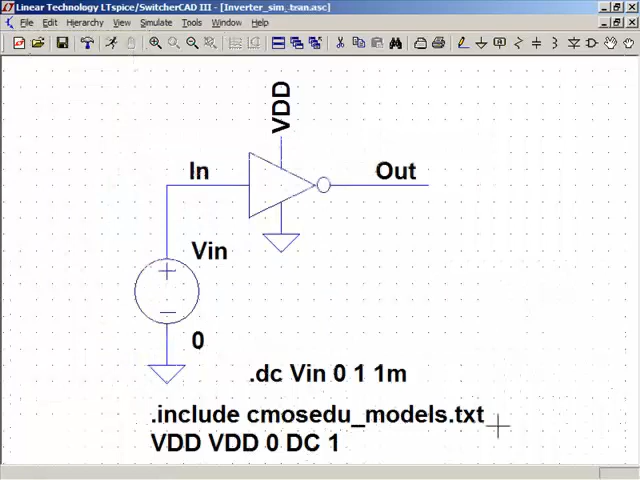 Linear Technology LTspice/SwitcherCAD III - [Inverter_sim_tran.asc]
File Edit Hierarchy View Simulate Tools Window Help
VDD
In
Out
Vin
0
.dc Vin 0 1 1m
.include cmosedu_models.txt
VDD VDD 0 DC 1